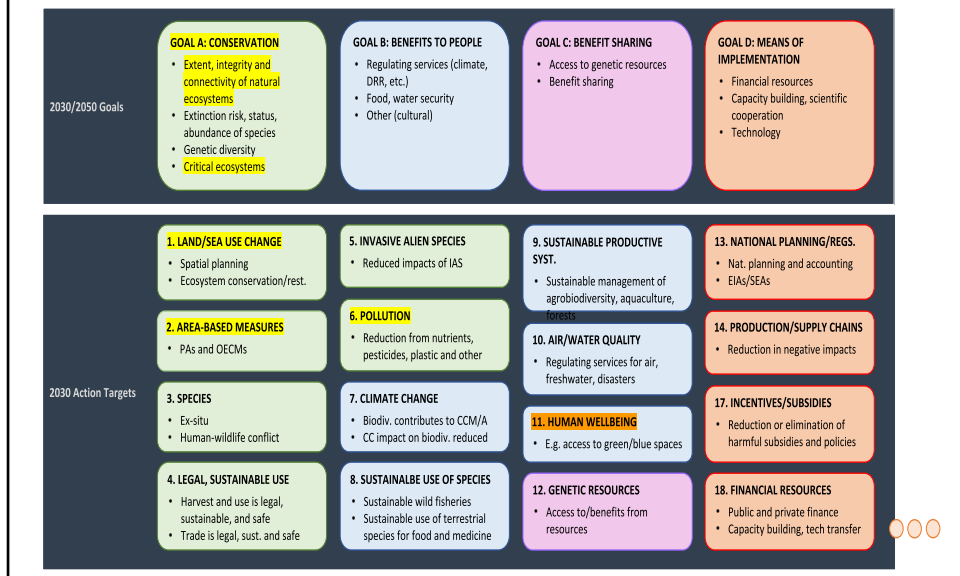 2030/2050 Goals
GOAL A: CONSERVATION
• Extent, integrity and
connectivity of natural
ecosystems
• Extinction risk, status,
abundance of species
• Genetic diversity
• Critical ecosystems
GOAL B: BENEFITS TO PEOPLE
• Regulating services (climate,
DRR, etc.)
• Food, water security
• Other (cultural)
GOAL C: BENEFIT SHARING
• Access to genetic resources
• Benefit sharing
GOAL D: MEANS OF
IMPLEMENTATION
• Financial resources
• Capacity building, scientific
cooperation
• Technology
2030 Action Targets
1. LAND/SEA USE CHANGE
• Spatial planning
• Ecosystem conservation/rest.
2. AREA-BASED MEASURES
• PAs and OECMs
3. SPECIES
• Ex-situ
• Human-wildlife conflict
4. LEGAL, SUSTAINABLE USE
• Harvest and use is legal,
sustainable, and safe
• Trade is legal, sust. and safe
5. INVASIVE ALIEN SPECIES
• Reduced impacts of IAS
6. POLLUTION
• Reduction from nutrients,
pesticides, plastic and other
7. CLIMATE CHANGE
• Biodiv. contributes to CCM/A
• CC impact on biodiv. reduced
8. SUSTAINALBE USE OF SPECIES
• Sustainable wild fisheries
• Sustainable use of terrestrial
species for food and medicine
9. SUSTAINABLE PRODUCTIVE
SYST.
• Sustainable management of
agrobiodiversity, aquaculture,
forests
10. AIR/WATER QUALITY
• Regulating services for air,
freshwater, disasters
11. HUMAN WELLBEING
• E.g. access to green/blue spaces
12. GENETIC RESOURCES
• Access to/benefits from
resources
13. NATIONAL PLANNING/REGS.
• Nat. planning and accounting
• EIAs/SEAs
14. PRODUCTION/SUPPLY CHAINS
• Reduction in negative impacts
17. INCENTIVES/SUBSIDIES
• Reduction or elimination of
harmful subsidies and policies
18. FINANCIAL RESOURCES
• Public and private finance
• Capacity building, tech transfer